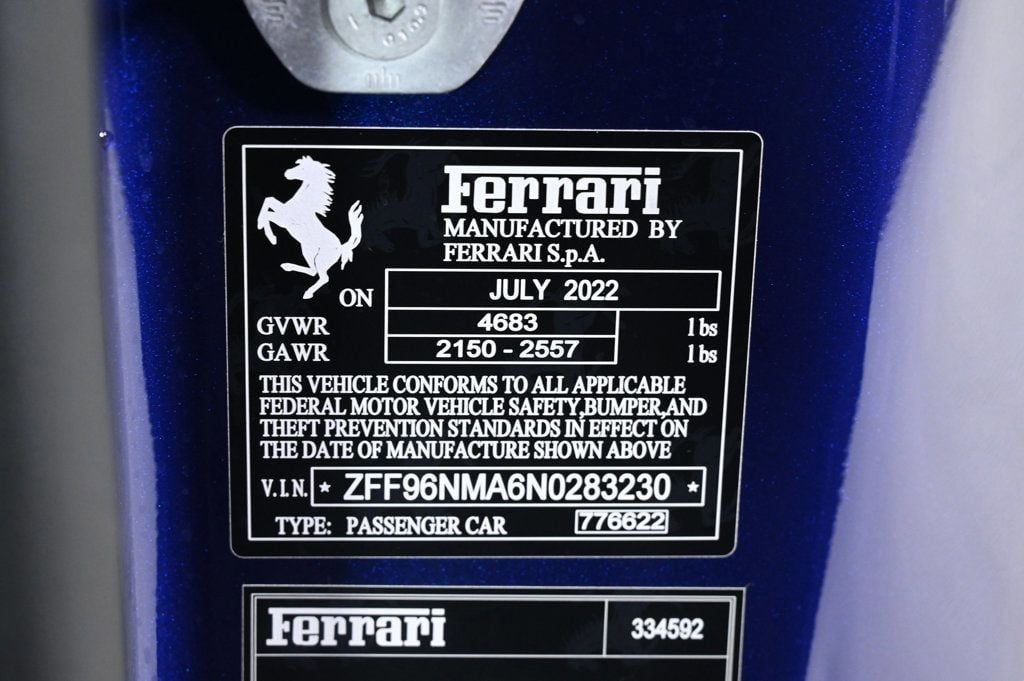 Ferrari
MANUFACTURED BY
FERRARI S.p.A.
ON JULY 2022
GVWR 4683 lbs
GAWR 2150 - 2557 lbs
THIS VEHICLE CONFORMS TO ALL APPLICABLE
FEDERAL MOTOR VEHICLE SAFETY,BUMPER,AND
THEFT PREVENTION STANDARDS IN EFFECT ON
THE DATE OF MANUFACTURE SHOWN ABOVE
V.I.N. * ZFF96NMA6N0283230 *
TYPE: PASSENGER CAR 776622
Ferrari 334592